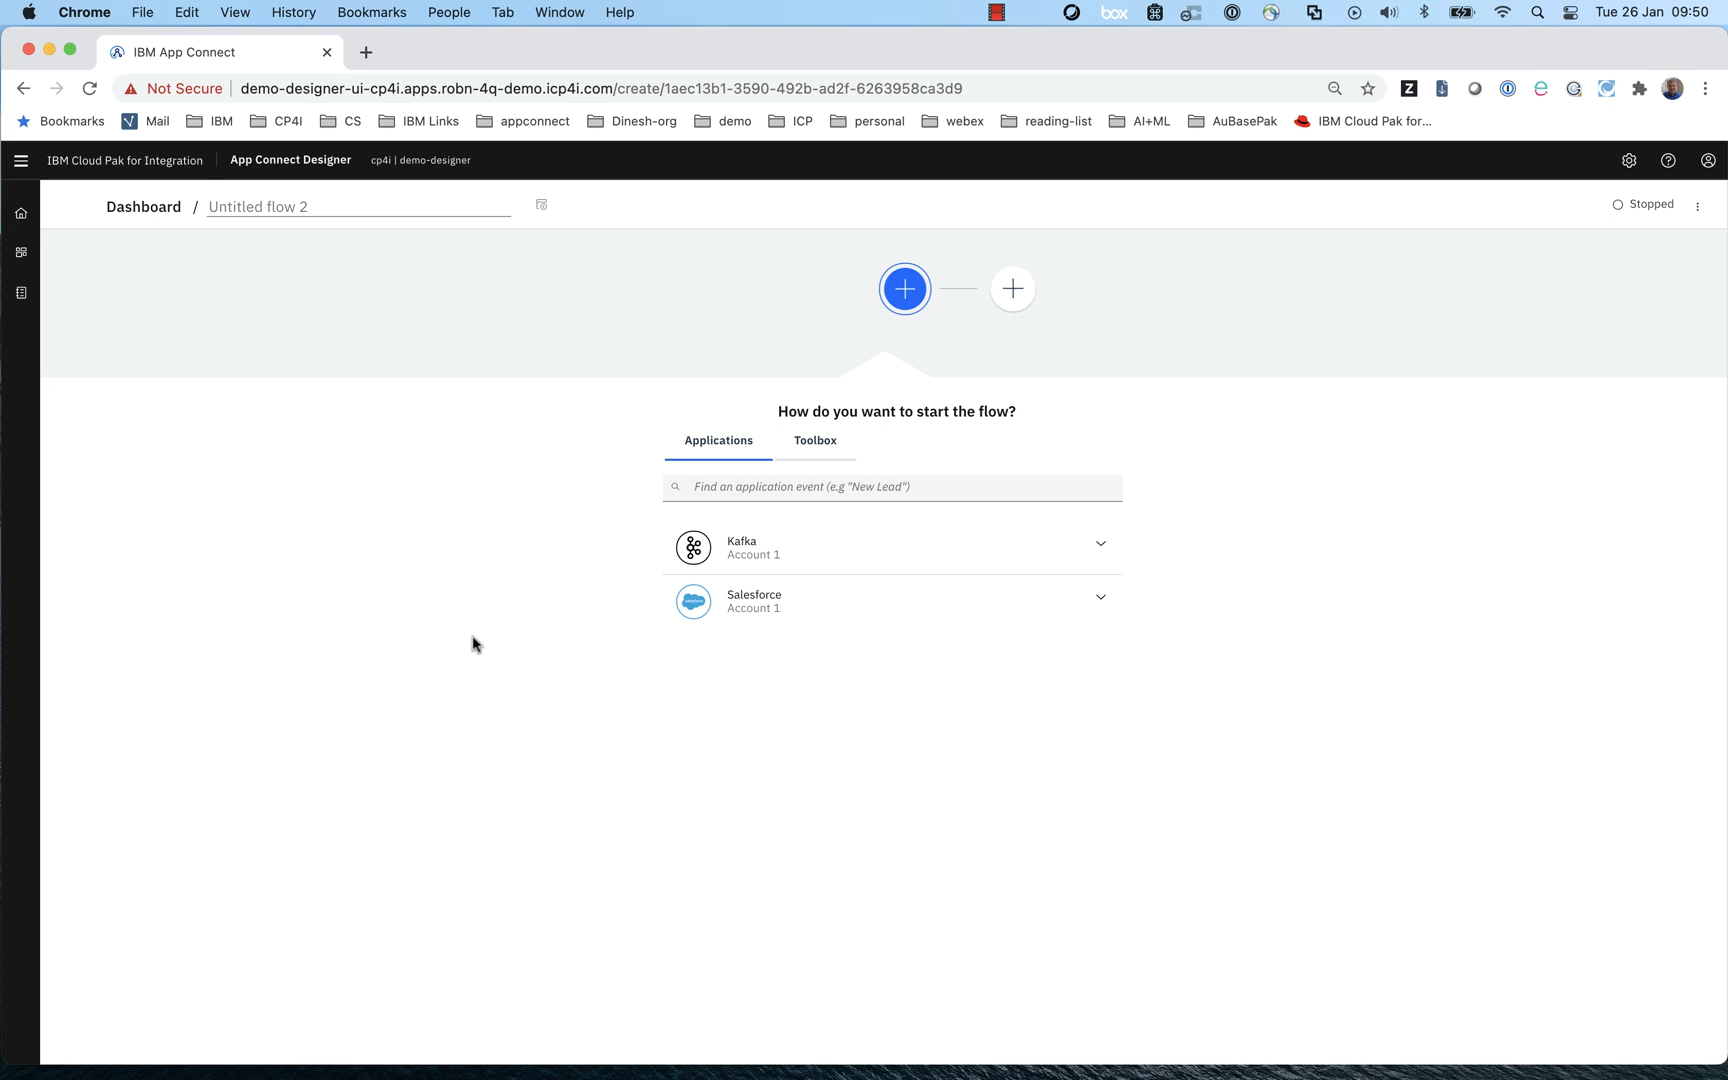 Chrome File Edit View History Bookmarks People Tab Window Help box Tue 26 Jan 09:50
IBM App Connect
Not Secure demo-designer-ui-cp4i.apps.robn-4q-demo.icp4i.com/create/1aec13b1-3590-492b-ad2f-6263958ca3d9
Bookmarks Mail IBM CP4I CS IBM Links appconnect Dinesh-org demo ICP personal webex reading-list AI+ML AuBasePak IBM Cloud Pak for...
IBM Cloud Pak for Integration App Connect Designer cp4i | demo-designer
Dashboard / Untitled flow 2 Stopped
How do you want to start the flow?
Applications Toolbox
Find an application event (e.g "New Lead")
Kafka
Account 1
Salesforce
Account 1